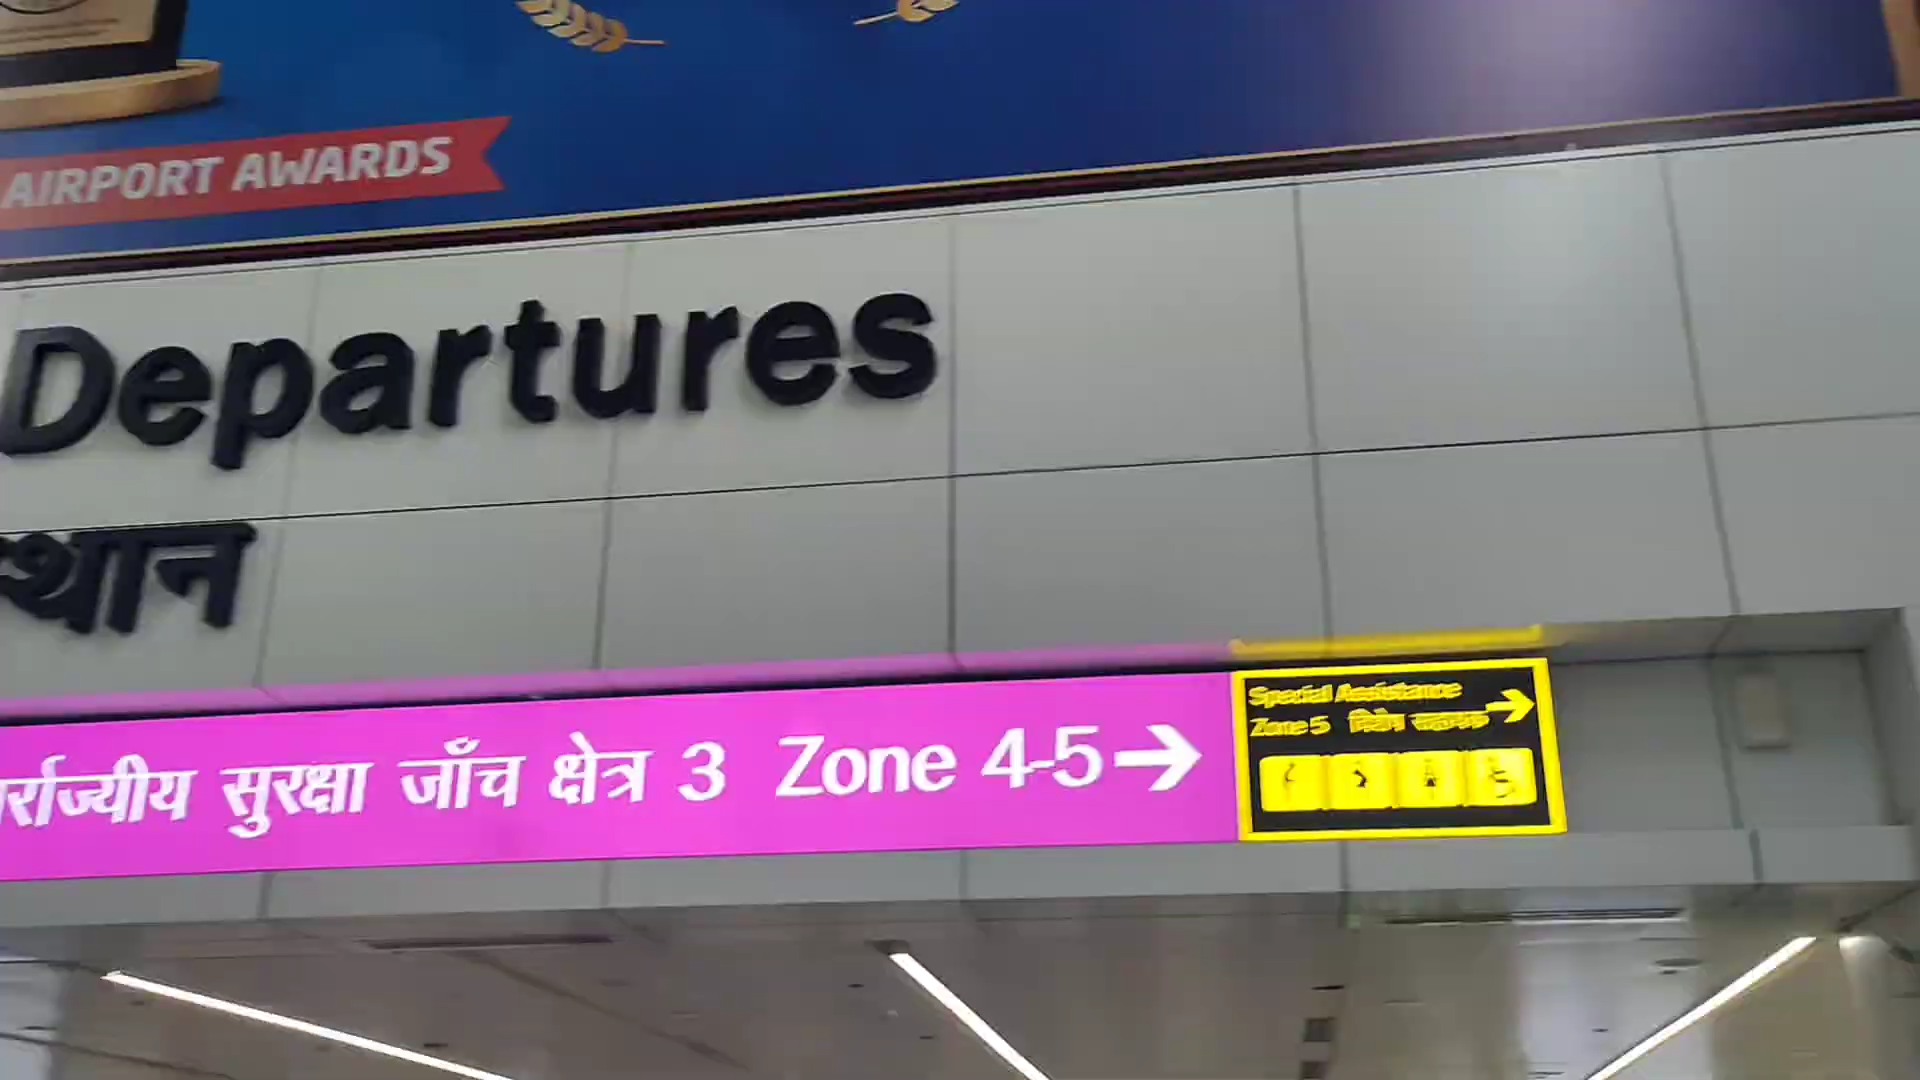 AIRPORT AWARDS
Departures
स्थान
र्राज्यीय सुरक्षा जाँच क्षेत्र 3 Zone 4-5
Special Assistance
Zone 5 विशेष